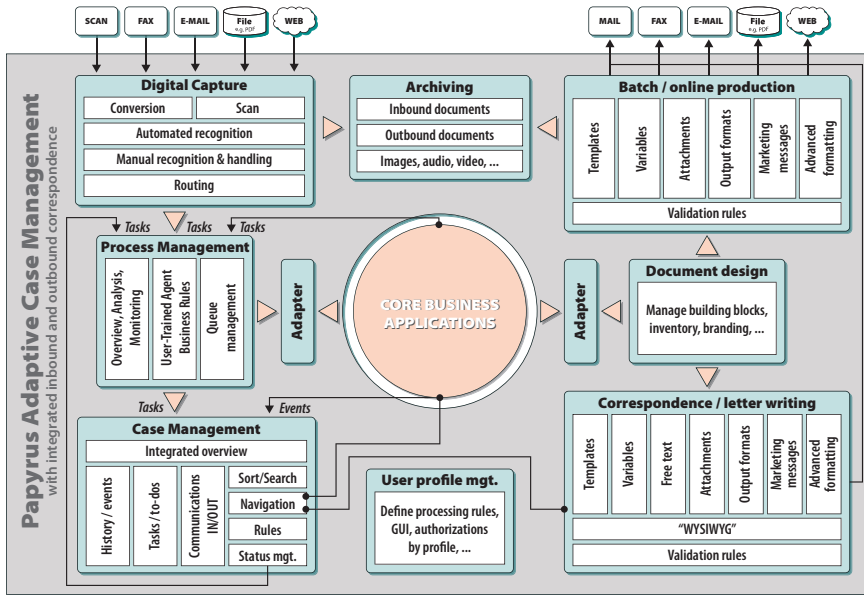 SCAN
FAX
E-MAIL
File
e.g. PDF
WEB
MAIL
FAX
E-MAIL
File
e.g. PDF
WEB
Papyrus Adaptive Case Management
with integrated inbound and outbound correspondence
Digital Capture
Conversion
Scan
Automated recognition
Manual recognition & handling
Routing
Archiving
Inbound documents
Outbound documents
Images, audio, video, ...
Batch / online production
Templates
Variables
Attachments
Output formats
Marketing
messages
Advanced
formatting
Validation rules
Tasks
Tasks
Tasks
Process Management
Overview, Analysis,
Monitoring
User-Trained Agent
Business Rules
Queue
management
Adapter
CORE BUSINESS
APPLICATIONS
Adapter
Document design
Manage building blocks,
inventory, branding, ...
Tasks
Events
Case Management
Integrated overview
History / events
Tasks / to-dos
Communications
IN/OUT
Sort/Search
Navigation
Rules
Status mgt.
User profile mgt.
Define processing rules,
GUI, authorizations
by profile, ...
Correspondence / letter writing
Templates
Variables
Free text
Attachments
Output formats
Marketing
messages
Advanced
formatting
“WYSIWYG”
Validation rules